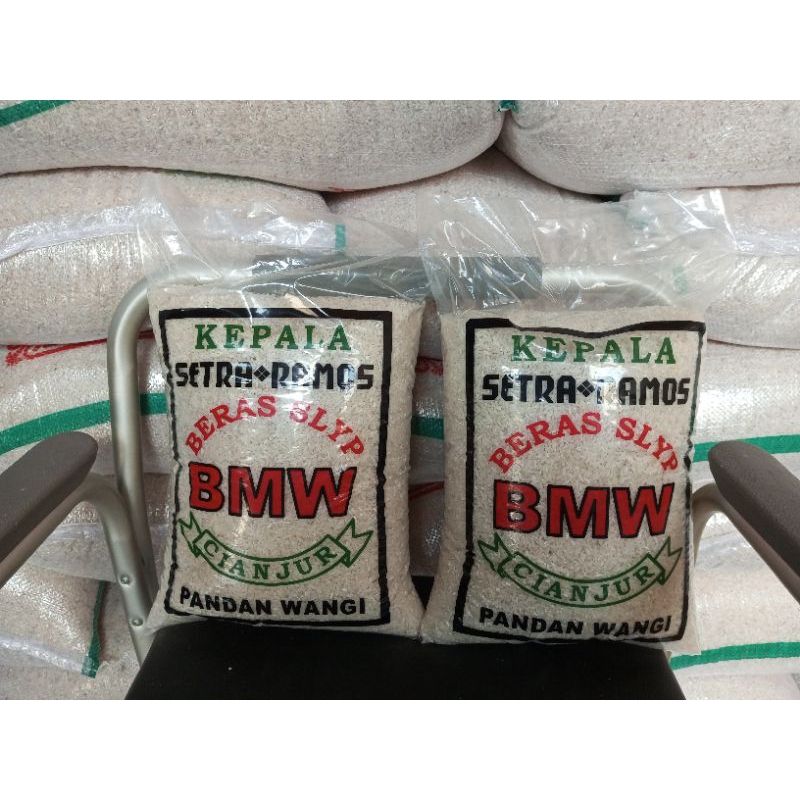 KEPALA
SETRA❖RAMOS
BERAS SLYP
BMW
CIANJUR
PANDAN WANGI
KEPALA
SETRA❖RAMOS
BERAS SLYP
BMW
CIANJUR
PANDAN WANGI